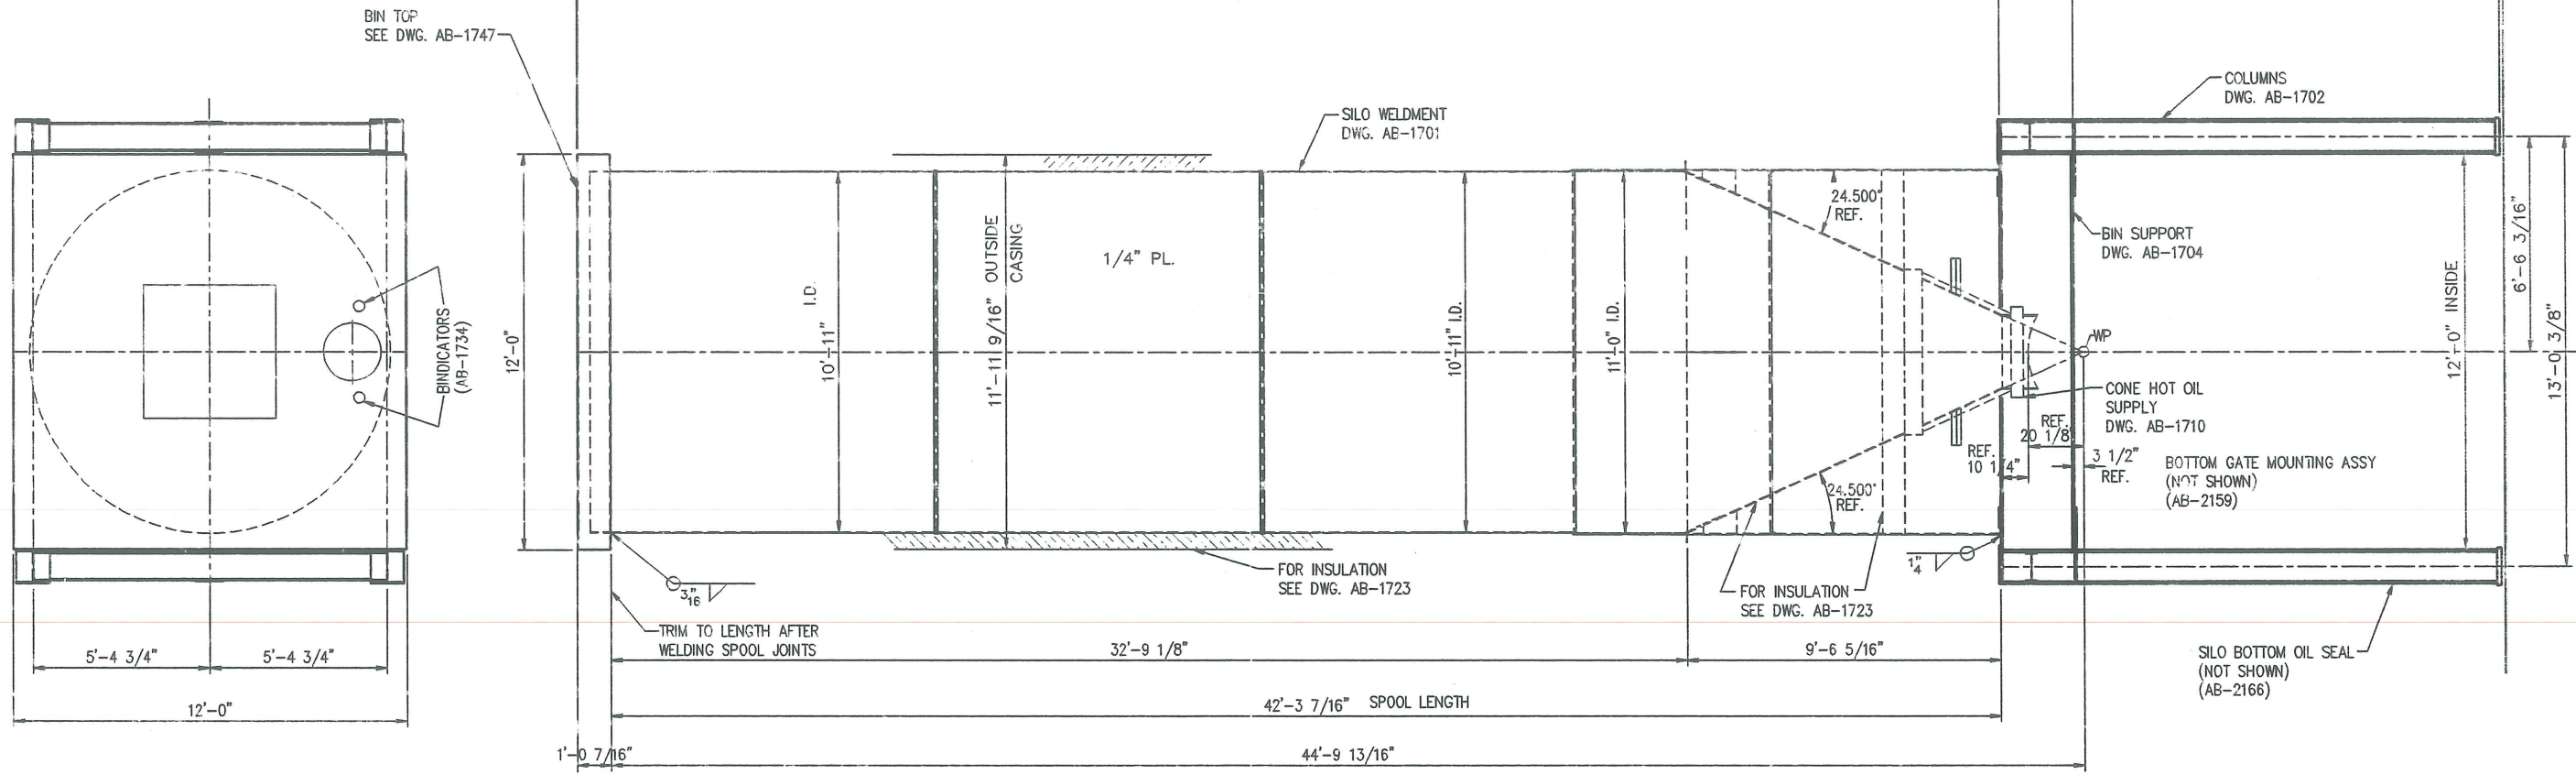 BIN TOP
SEE DWG. AB-1747
COLUMNS
DWG. AB-1702
SILO WELDMENT
DWG. AB-1701
BINDICATORS
(AB-1734)
12'-0"
10'-11" I.D.
11'-11 9/16" OUTSIDE
CASING
1/4" PL.
10'-11" I.D.
11'-0" I.D.
24.500°
REF.
BIN SUPPORT
DWG. AB-1704
12'-0" INSIDE
6'-6 3/16"
13'-0 3/8"
WP
CONE HOT OIL
SUPPLY
DWG. AB-1710
REF.
20 1/8"
REF.
10 1/4"
3 1/2"
REF.
BOTTOM GATE MOUNTING ASSY
(NOT SHOWN)
(AB-2159)
24.500°
REF.
1"
4
FOR INSULATION
SEE DWG. AB-1723
FOR INSULATION
SEE DWG. AB-1723
3"
16
TRIM TO LENGTH AFTER
WELDING SPOOL JOINTS
5'-4 3/4"
5'-4 3/4"
32'-9 1/8"
9'-6 5/16"
SILO BOTTOM OIL SEAL
(NOT SHOWN)
(AB-2166)
12'-0"
42'-3 7/16" SPOOL LENGTH
1'-0 7/16"
44'-9 13/16"